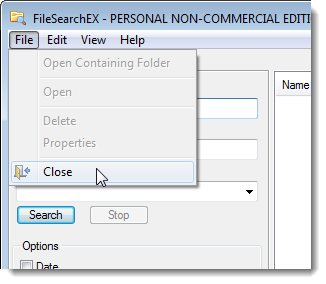 FileSearchEX - PERSONAL NON-COMMERCIAL EDITI
File Edit View Help
Open Containing Folder
Open
Delete
Properties
Close
Name
Search Stop
Options
Date